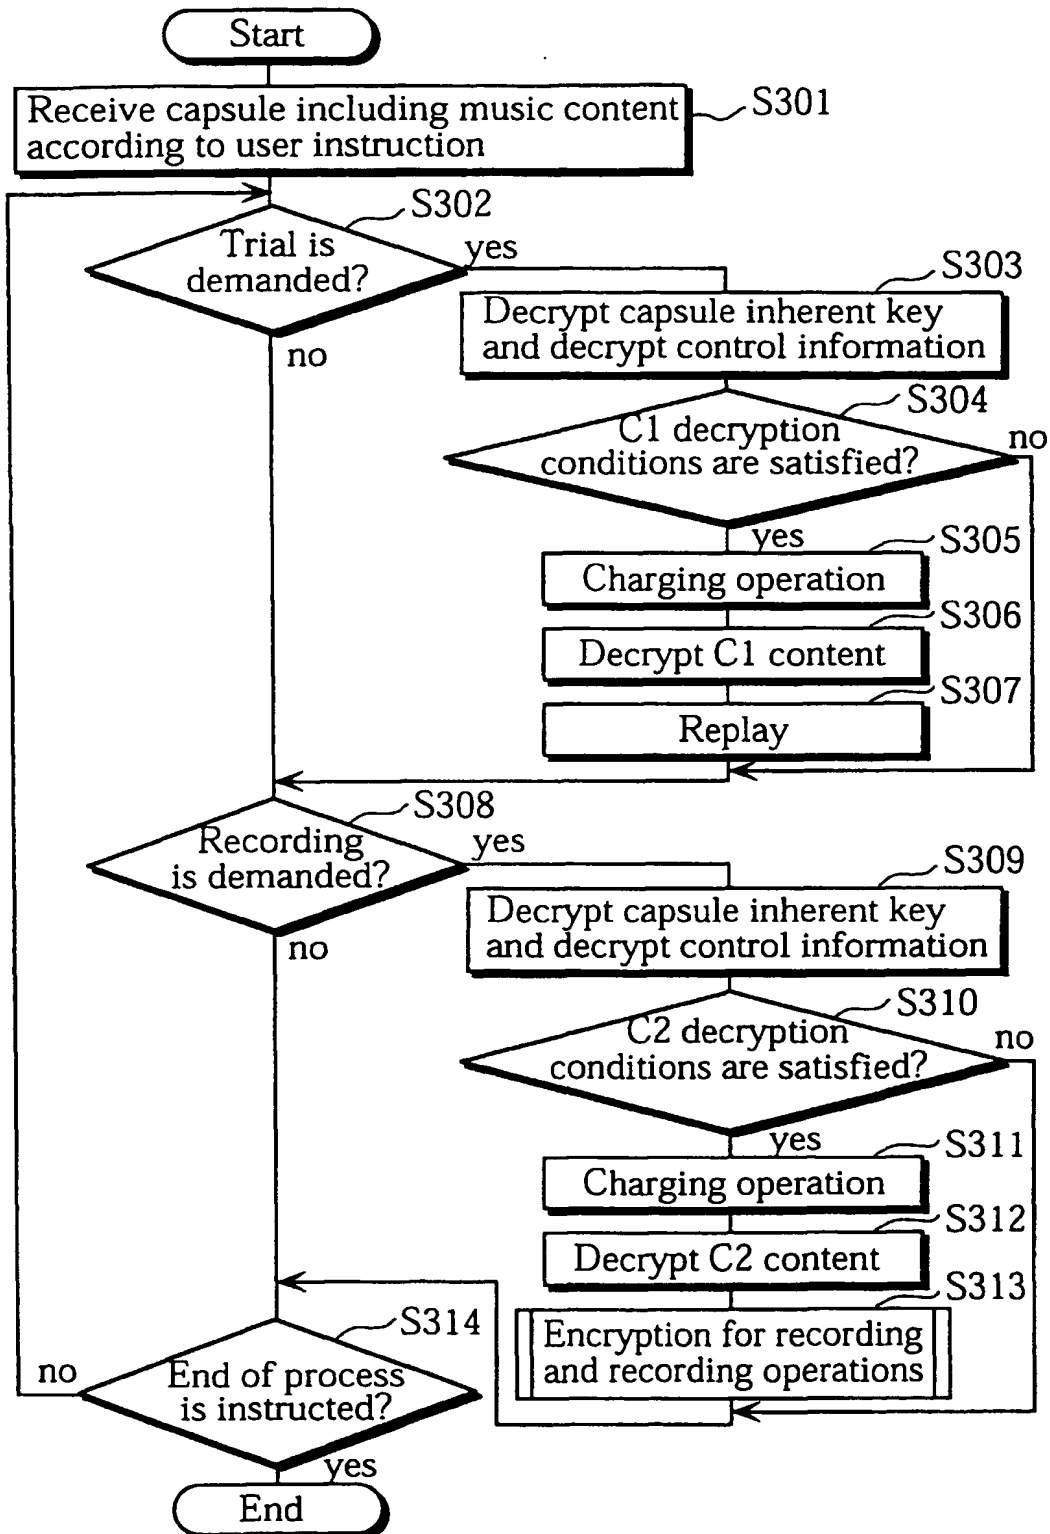 Start
Receive capsule including music content
according to user instruction
S301
S302
Trial is
demanded?
yes
no
S303
Decrypt capsule inherent key
and decrypt control information
S304
C1 decryption
conditions are satisfied?
no
yes
S305
Charging operation
S306
Decrypt C1 content
S307
Replay
S308
Recording
is demanded?
yes
no
S309
Decrypt capsule inherent key
and decrypt control information
S310
C2 decryption
conditions are satisfied?
no
yes
S311
Charging operation
S312
Decrypt C2 content
S313
Encryption for recording
and recording operations
S314
End of process
is instructed?
no
yes
End